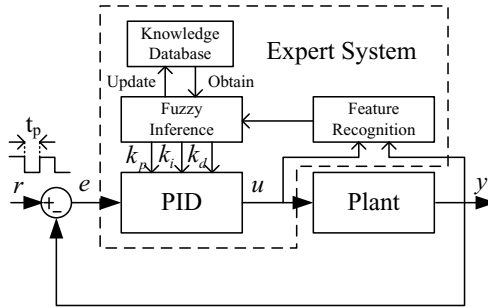 Knowledge
Database
Expert System
Update
Obtain
t_p
Fuzzy
Inference
Feature
Recognition
k_p k_i k_d
r
e
PID
u
Plant
y